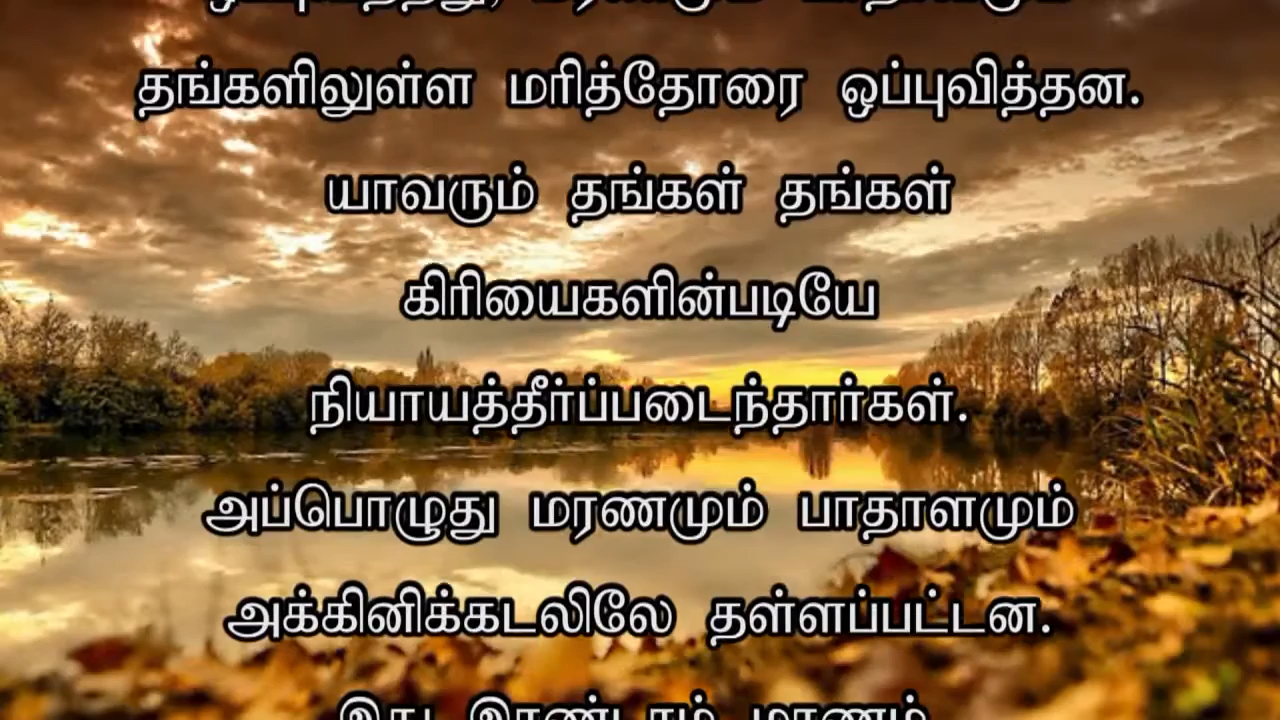 தங்களிலுள்ள மரித்தோரை ஒப்புவித்தன.
யாவரும் தங்கள் தங்கள்
கிரியைகளின்படியே
நியாயத்தீர்ப்படைந்தார்கள்.
அப்பொழுது மரணமும் பாதாளமும்
அக்கினிக்கடலிலே தள்ளப்பட்டன.